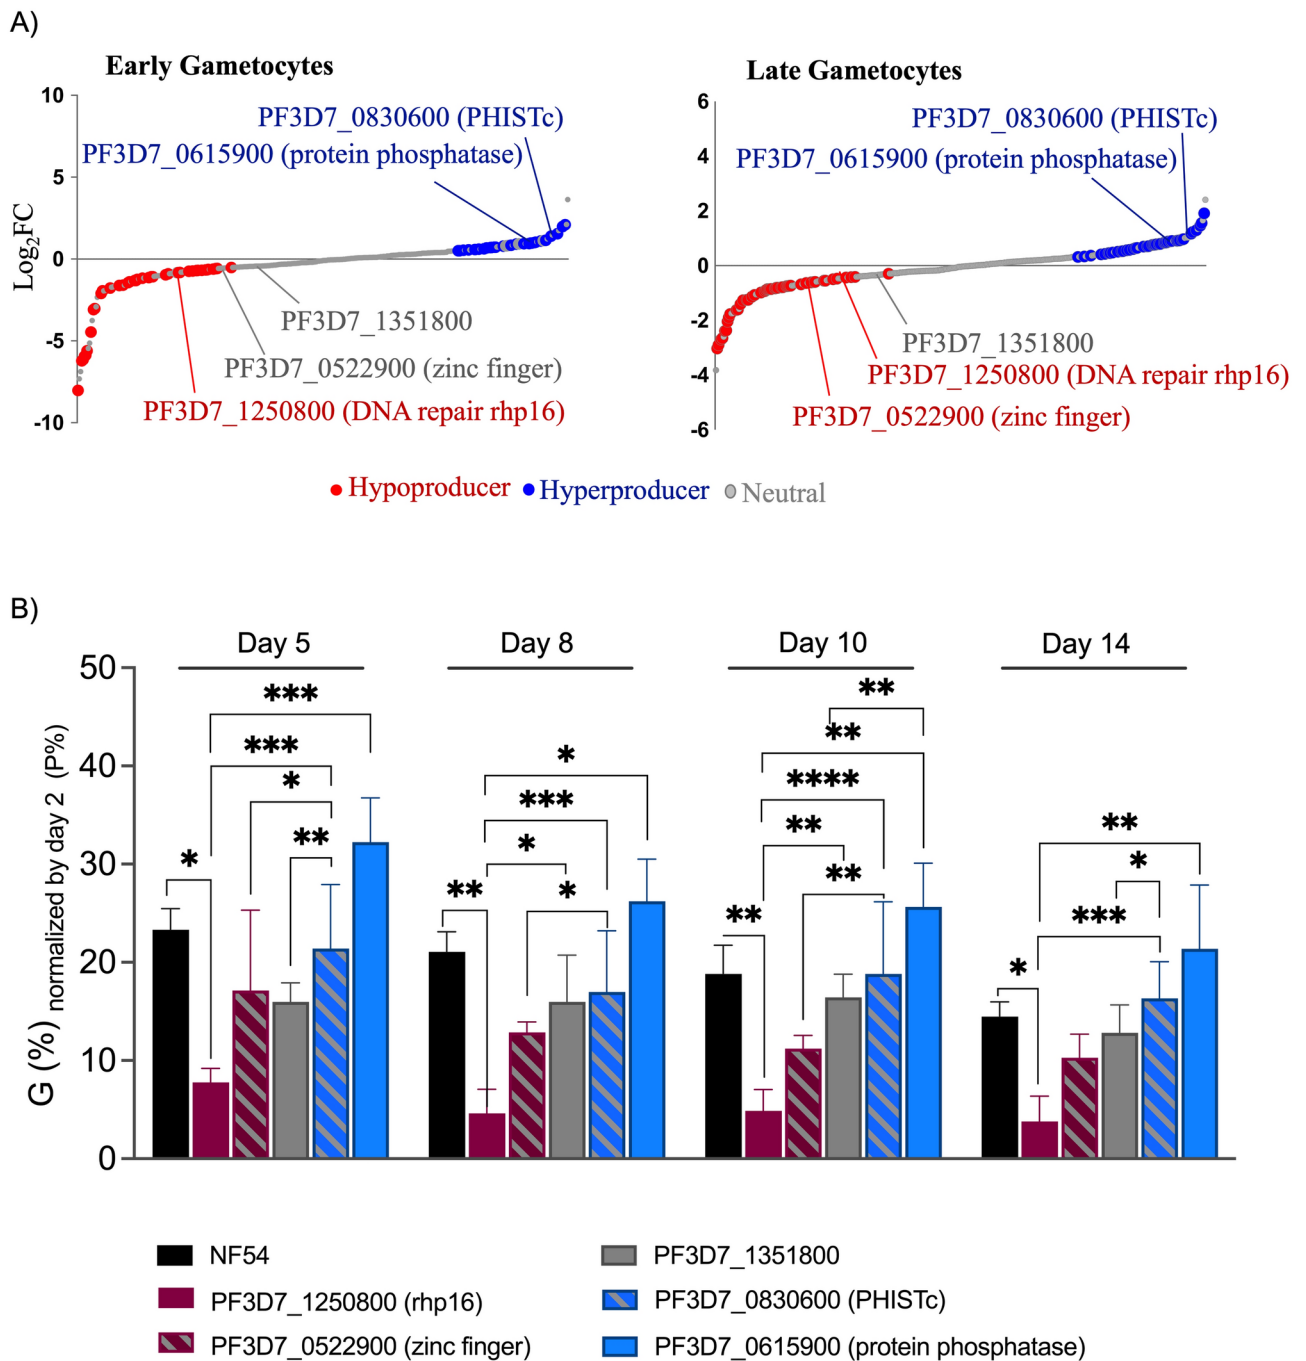 A)
Early Gametocytes
Late Gametocytes
10
5
0
-5
-10
Log2FC
PF3D7_0830600 (PHISTc)
PF3D7_0615900 (protein phosphatase)
PF3D7_1351800
PF3D7_0522900 (zinc finger)
PF3D7_1250800 (DNA repair rhp16)
6
4
2
0
-2
-4
-6
PF3D7_0830600 (PHISTc)
PF3D7_0615900 (protein phosphatase)
PF3D7_1351800
PF3D7_1250800 (DNA repair rhp16)
PF3D7_0522900 (zinc finger)
Hypoproducer Hyperproducer Neutral
B)
Day 5 Day 8 Day 10 Day 14
G (%) normalized by day 2 (P%)
50
40
30
20
10
0
*** *** * ** *
* *** * * **
** ** **** ** ** **
** * *** *
NF54
PF3D7_1250800 (rhp16)
PF3D7_0522900 (zinc finger)
PF3D7_1351800
PF3D7_0830600 (PHISTc)
PF3D7_0615900 (protein phosphatase)